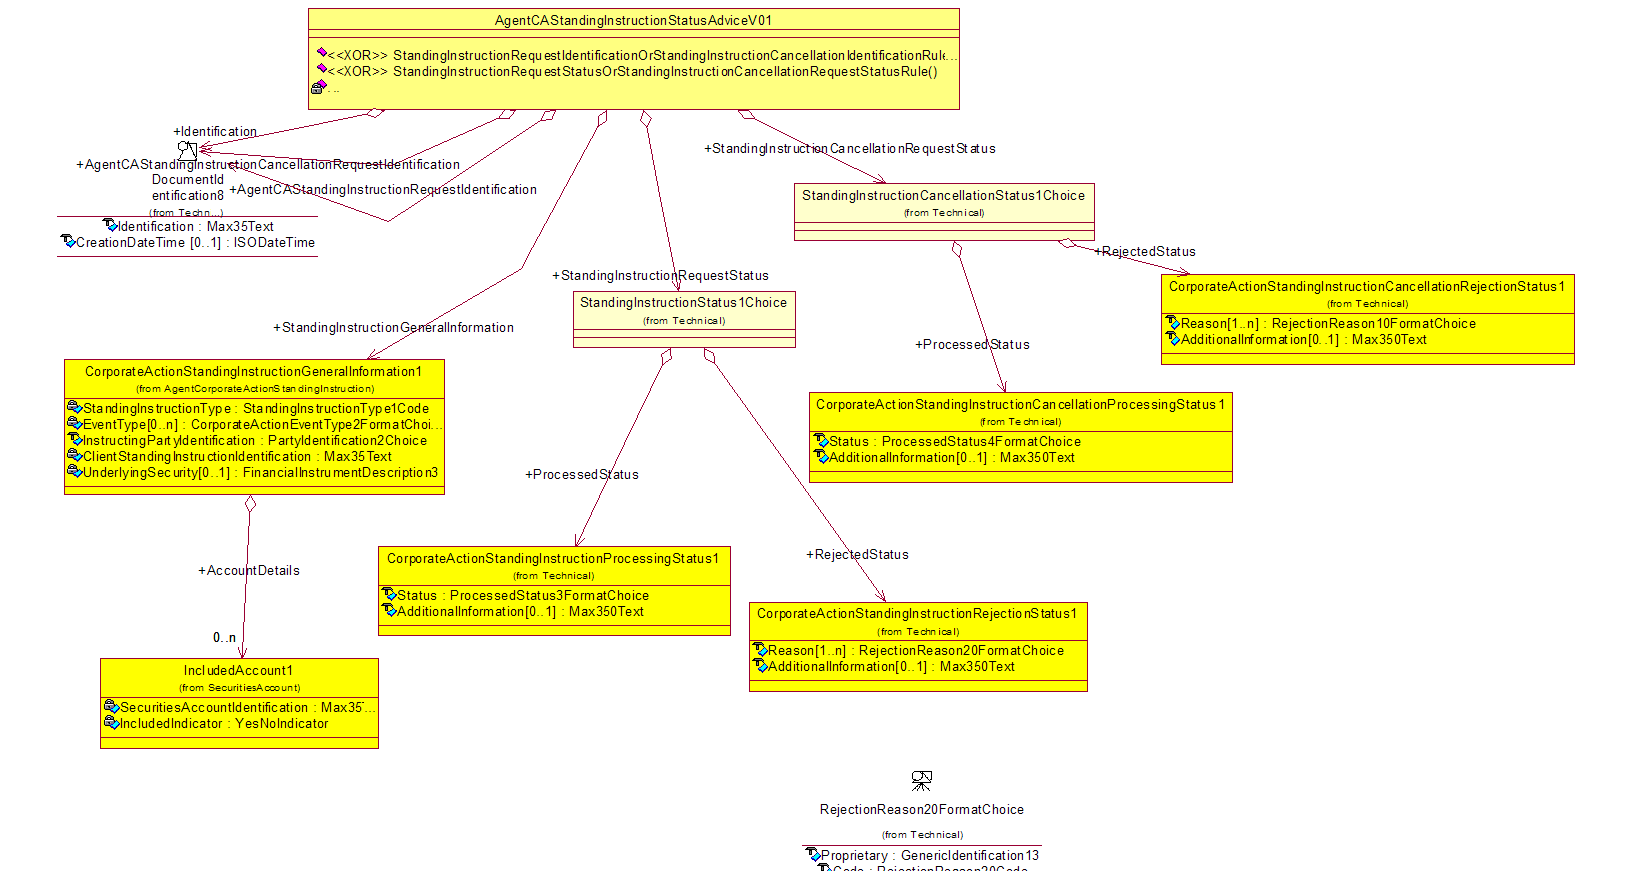 AgentCAStandingInstructionStatusAdviceV01
<<XOR>> StandingInstructionRequestIdentificationOrStandingInstructionCancellationIdentificationRule...
<<XOR>> StandingInstructionRequestStatusOrStandingInstructionCancellationRequestStatusRule()
...
+Identification
+AgentCAStandingInstructionCancellationRequestIdentification
+AgentCAStandingInstructionRequestIdentification
DocumentId
entification8
(from Techn...)
Identification : Max35Text
CreationDateTime [0..1] : ISODateTime
+StandingInstructionCancellationRequestStatus
StandingInstructionCancellationStatus1Choice
(from Technical)
+RejectedStatus
CorporateActionStandingInstructionCancellationRejectionStatus1
(from Technical)
Reason[1..n] : RejectionReason10FormatChoice
AdditionalInformation[0..1] : Max350Text
+StandingInstructionRequestStatus
StandingInstructionStatus1Choice
(from Technical)
+StandingInstructionGeneralInformation
+ProcessedStatus
CorporateActionStandingInstructionGeneralInformation1
(from AgentCorporateActionStandingInstruction)
StandingInstructionType : StandingInstructionType1Code
EventType[0..n] : CorporateActionEventType2FormatChoi...
InstructingPartyIdentification : PartyIdentification2Choice
ClientStandingInstructionIdentification : Max35Text
UnderlyingSecurity[0..1] : FinancialInstrumentDescription3
CorporateActionStandingInstructionCancellationProcessingStatus1
(from Technical)
Status : ProcessedStatus4FormatChoice
AdditionalInformation[0..1] : Max350Text
+ProcessedStatus
+RejectedStatus
+AccountDetails
0..n
CorporateActionStandingInstructionProcessingStatus1
(from Technical)
Status : ProcessedStatus3FormatChoice
AdditionalInformation[0..1] : Max350Text
CorporateActionStandingInstructionRejectionStatus1
(from Technical)
Reason[1..n] : RejectionReason20FormatChoice
AdditionalInformation[0..1] : Max350Text
IncludedAccount1
(from SecuritiesAccount)
SecuritiesAccountIdentification : Max35T...
IncludedIndicator : YesNoIndicator
RejectionReason20FormatChoice
(from Technical)
Proprietary : GenericIdentification13
Code : RejectionReason20Code